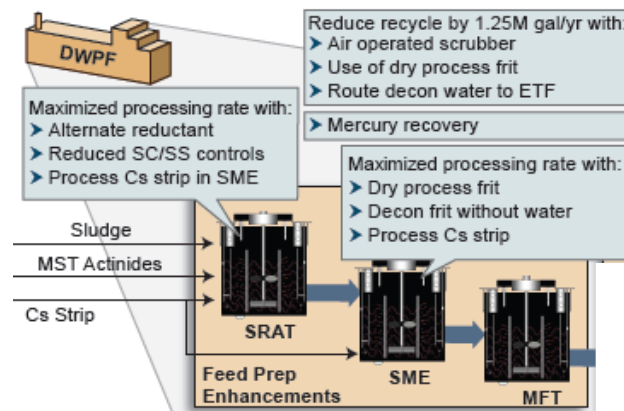 DWPF
Reduce recycle by 1.25M gal/yr with:
➤ Air operated scrubber
➤ Use of dry process frit
➤ Route decon water to ETF
➤ Mercury recovery
Maximized processing rate with:
➤ Alternate reductant
➤ Reduced SC/SS controls
➤ Process Cs strip in SME
Maximized processing rate with:
➤ Dry process frit
➤ Decon frit without water
➤ Process Cs strip
Sludge
MST Actinides
Cs Strip
SRAT
SME
MFT
Feed Prep
Enhancements